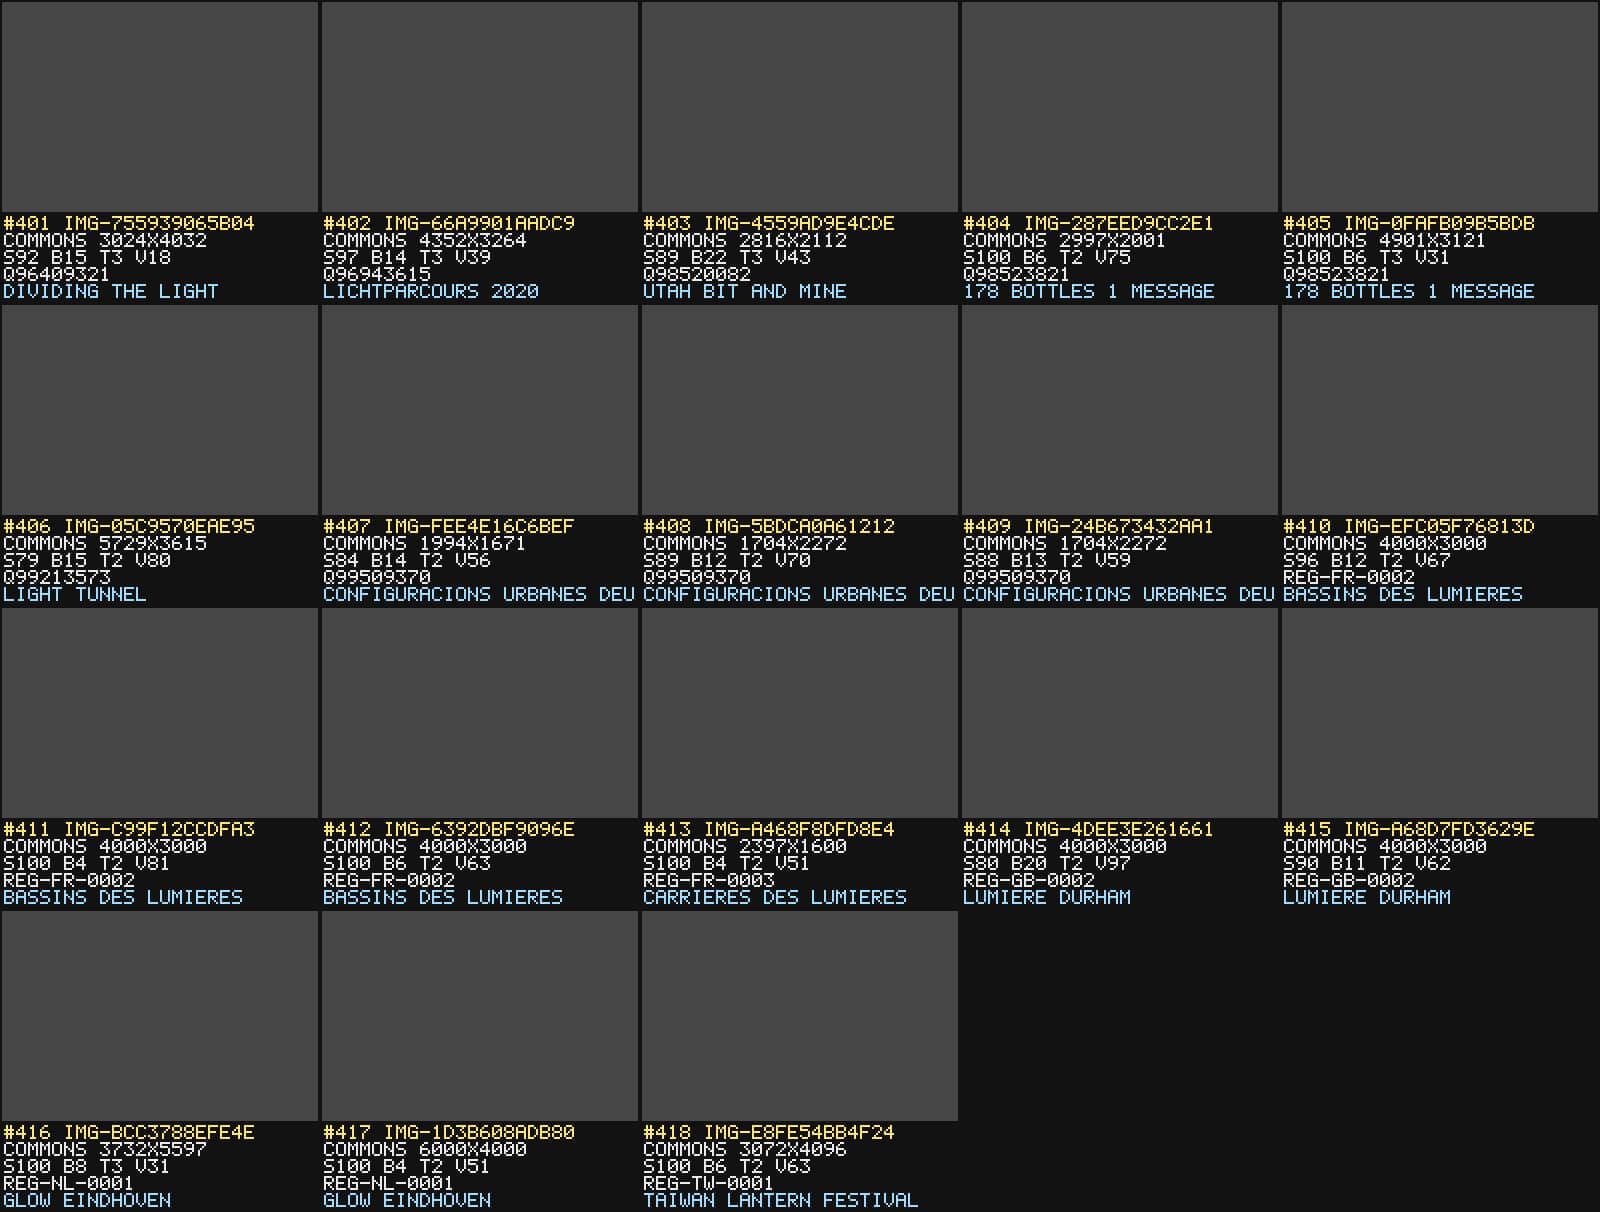 #401 IMG-755939065B04
COMMONS 3024X4032
S92 B15 T3 V18
Q96409321
DIVIDING THE LIGHT
#402 IMG-66A9901AADC9
COMMONS 4352X3264
S97 B14 T3 V39
Q96943615
LICHTPARCOURS 2020
#403 IMG-4559AD9E4CDE
COMMONS 2816X2112
S89 B22 T3 V43
Q98520082
UTAH BIT AND MINE
#404 IMG-287EED9CC2E1
COMMONS 2997X2001
S100 B6 T2 V75
Q98523821
178 BOTTLES 1 MESSAGE
#405 IMG-0FAFB09B5BDB
COMMONS 4901X3121
S100 B6 T3 V31
Q98523821
178 BOTTLES 1 MESSAGE
#406 IMG-05C9570EAE95
COMMONS 5729X3615
S79 B15 T2 V80
Q99213573
LIGHT TUNNEL
#407 IMG-FEE4E16C6BEF
COMMONS 1994X1671
S84 B14 T2 V56
Q99509370
CONFIGURACIONS URBANES DEU
#408 IMG-5BDCA0A61212
COMMONS 1704X2272
S89 B12 T2 V70
Q99509370
CONFIGURACIONS URBANES DEU
#409 IMG-24B673432AA1
COMMONS 1704X2272
S88 B13 T2 V59
Q99509370
CONFIGURACIONS URBANES DEU
#410 IMG-EFC05F76813D
COMMONS 4000X3000
S96 B12 T2 V67
REG-FR-0002
BASSINS DES LUMIERES
#411 IMG-C99F12CCDFA3
COMMONS 4000X3000
S100 B4 T2 V81
REG-FR-0002
BASSINS DES LUMIERES
#412 IMG-6392DBF9096E
COMMONS 4000X3000
S100 B6 T2 V63
REG-FR-0002
BASSINS DES LUMIERES
#413 IMG-A468F8DFD8E4
COMMONS 2397X1600
S100 B4 T2 V51
REG-FR-0003
CARRIERES DES LUMIERES
#414 IMG-4DEE3E261661
COMMONS 4000X3000
S80 B20 T2 V97
REG-GB-0002
LUMIERE DURHAM
#415 IMG-A68D7FD3629E
COMMONS 4000X3000
S90 B11 T2 V62
REG-GB-0002
LUMIERE DURHAM
#416 IMG-BCC3788EFE4E
COMMONS 3732X5597
S100 B8 T3 V31
REG-NL-0001
GLOW EINDHOVEN
#417 IMG-1D3B608ADB80
COMMONS 6000X4000
S100 B4 T2 V51
REG-NL-0001
GLOW EINDHOVEN
#418 IMG-E8FE54BB4F24
COMMONS 3072X4096
S100 B6 T2 V63
REG-TW-0001
TAIWAN LANTERN FESTIVAL